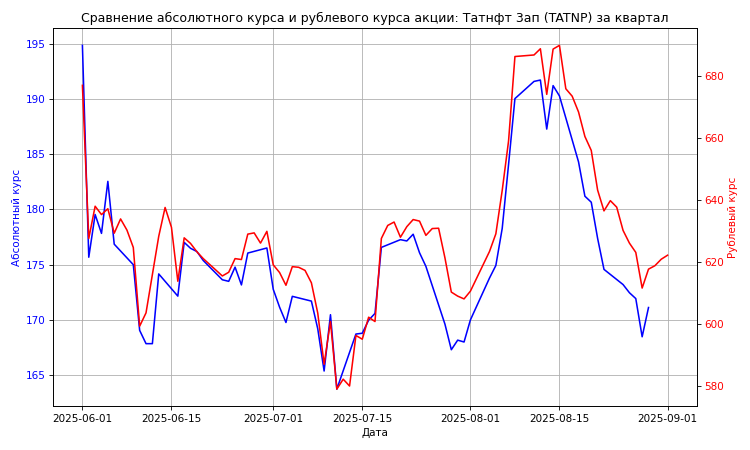 Сравнение абсолютного курса и рублевого курса акции: Татнфт 3ап (TATNP) за квартал
195
190
185
180
175
170
165
Абсолютный курс
680
660
640
620
600
580
Рублевый курс
2025-06-01 2025-06-15 2025-07-01 2025-07-15 2025-08-01 2025-08-15 2025-09-01
Дата